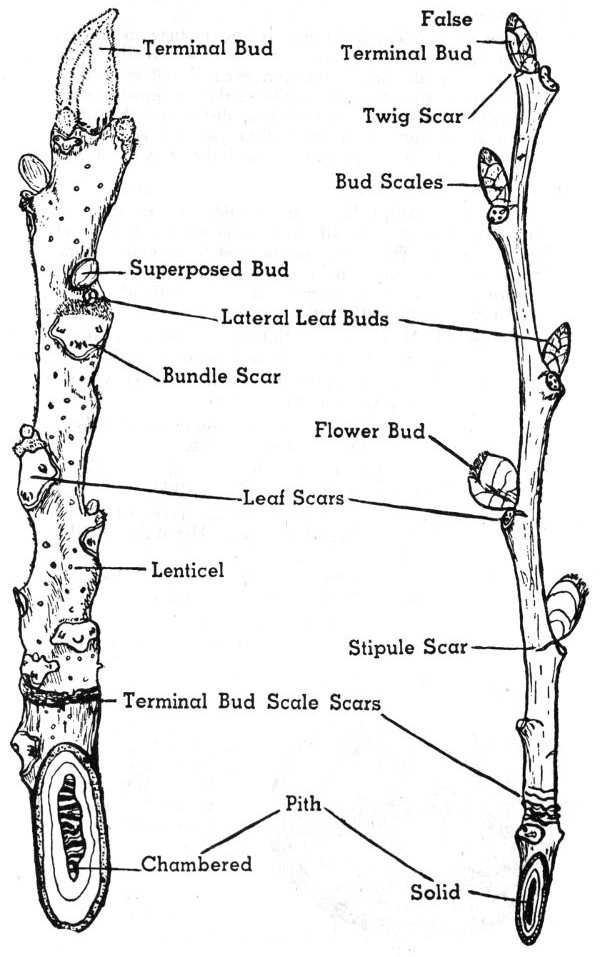 False
Terminal Bud
Terminal Bud
Twig Scar
Bud Scales
Superposed Bud
Lateral Leaf Buds
Bundle Scar
Flower Bud
Leaf Scars
Lenticel
Stipule Scar
Terminal Bud Scale Scars
Pith
Chambered
Solid